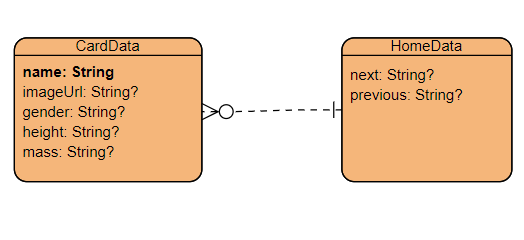 CardData
name: String
imageUrl: String?
gender: String?
height: String?
mass: String?
HomeData
next: String?
previous: String?